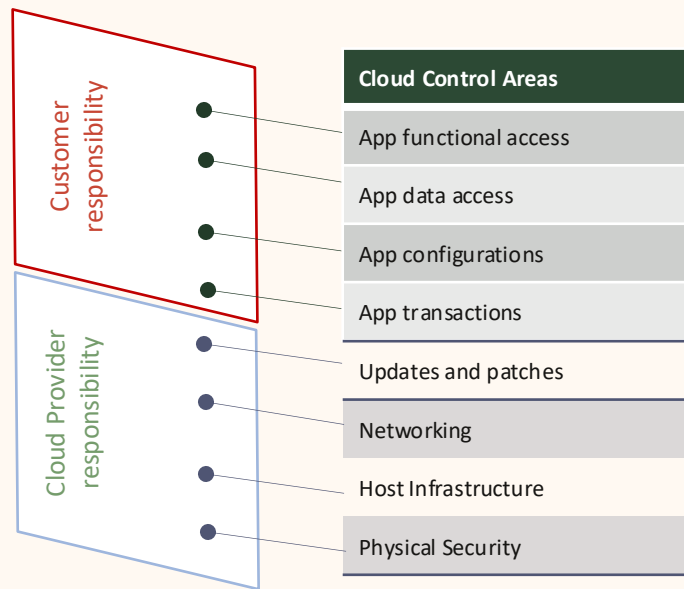 Customer
responsibility
Cloud Provider
responsibility
Cloud Control Areas
App functional access
App data access
App configurations
App transactions
Updates and patches
Networking
Host Infrastructure
Physical Security